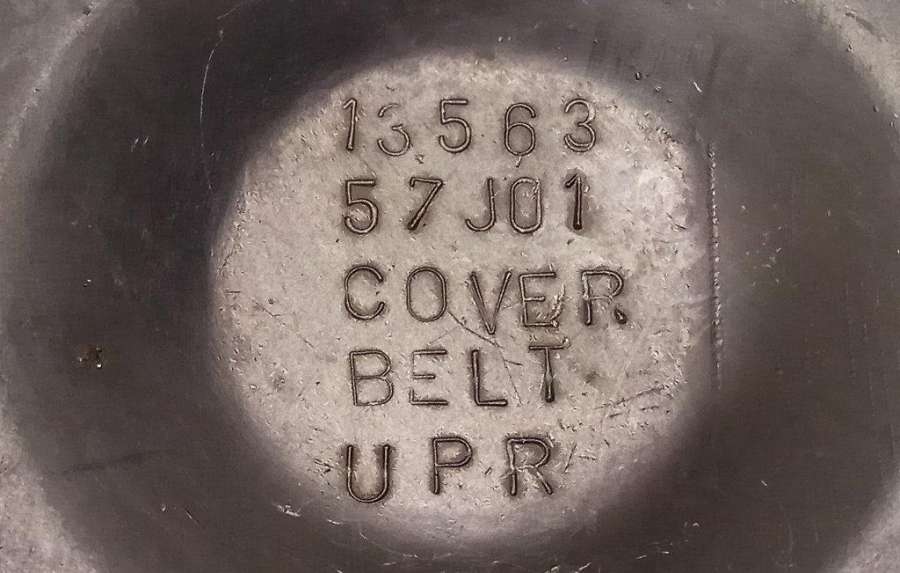 13563
57J01
COVER
BELT
UPR